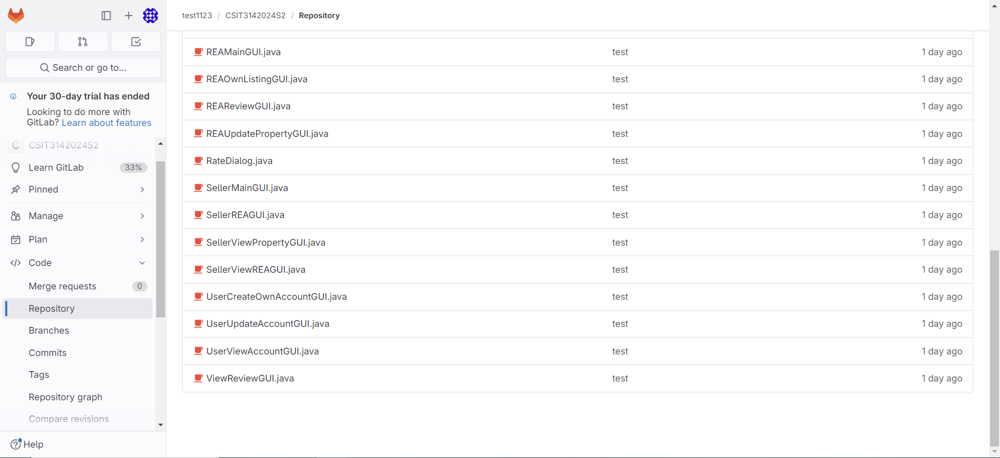 test1123 / CSIT3142024S2 / Repository
Search or go to...
Your 30-day trial has ended
Looking to do more with
GitLab? Learn about features
C CSIT3142024S2
Learn GitLab 33%
Pinned
Manage
Plan
Code
Merge requests 0
Repository
Branches
Commits
Tags
Repository graph
Compare revisions
Help
REAMainGUI.java test 1 day ago
REAOwnListingGUI.java test 1 day ago
REAReviewGUI.java test 1 day ago
REAUpdatePropertyGUI.java test 1 day ago
RateDialog.java test 1 day ago
SellerMainGUI.java test 1 day ago
SellerREAGUI.java test 1 day ago
SellerViewPropertyGUI.java test 1 day ago
SellerViewREAGUI.java test 1 day ago
UserCreateOwnAccountGUI.java test 1 day ago
UserUpdateAccountGUI.java test 1 day ago
UserViewAccountGUI.java test 1 day ago
ViewReviewGUI.java test 1 day ago